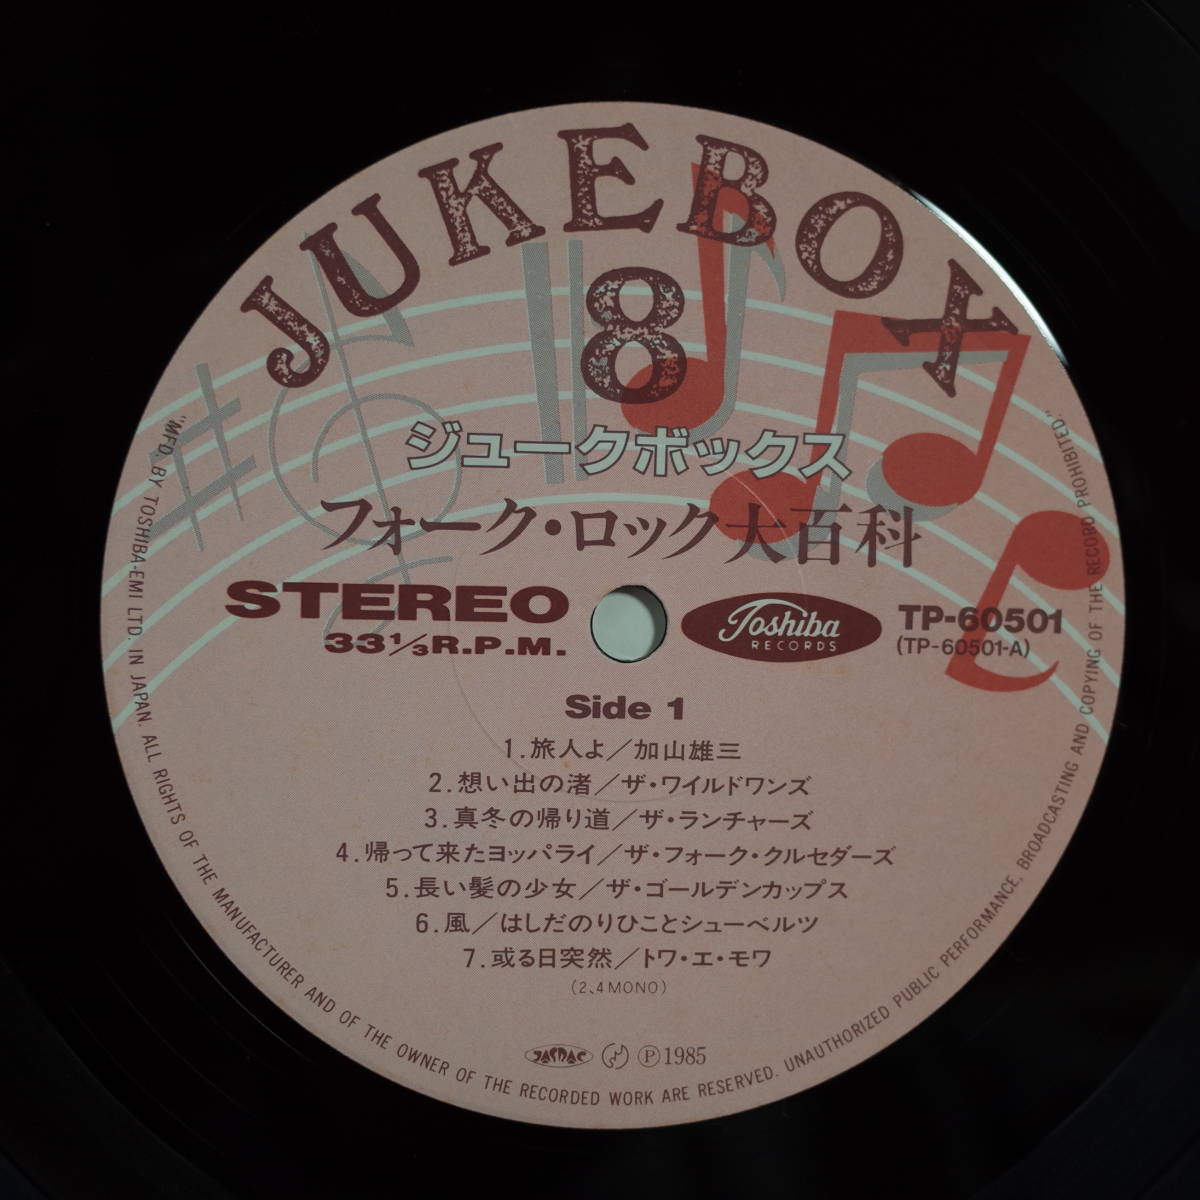 JUKEBOX
8
ジュークボックス
フォーク・ロック大百科
STEREO
33⅓R.P.M.
Toshiba
RECORDS
TP-60501
(TP-60501-A)
Side 1
1.旅人よ／加山雄三
2.想い出の渚／ザ・ワイルドワンズ
3.真冬の帰り道／ザ・ランチャーズ
4.帰って来たヨッパライ／ザ・フォーク・クルセダーズ
5.長い髪の少女／ザ・ゴールデンカップス
6.風／はしだのりひことシューベルツ
7.或る日突然／トワ・エ・モワ
(2、4 MONO)
JASRAC ℗1985
"MFD. BY TOSHIBA-EMI LTD. IN JAPAN. ALL RIGHTS OF THE MANUFACTURER AND OF THE OWNER OF THE RECORDED WORK ARE RESERVED. UNAUTHORIZED PUBLIC PERFORMANCE, BROADCASTING AND COPYING OF THE RECORD PROHIBITED."